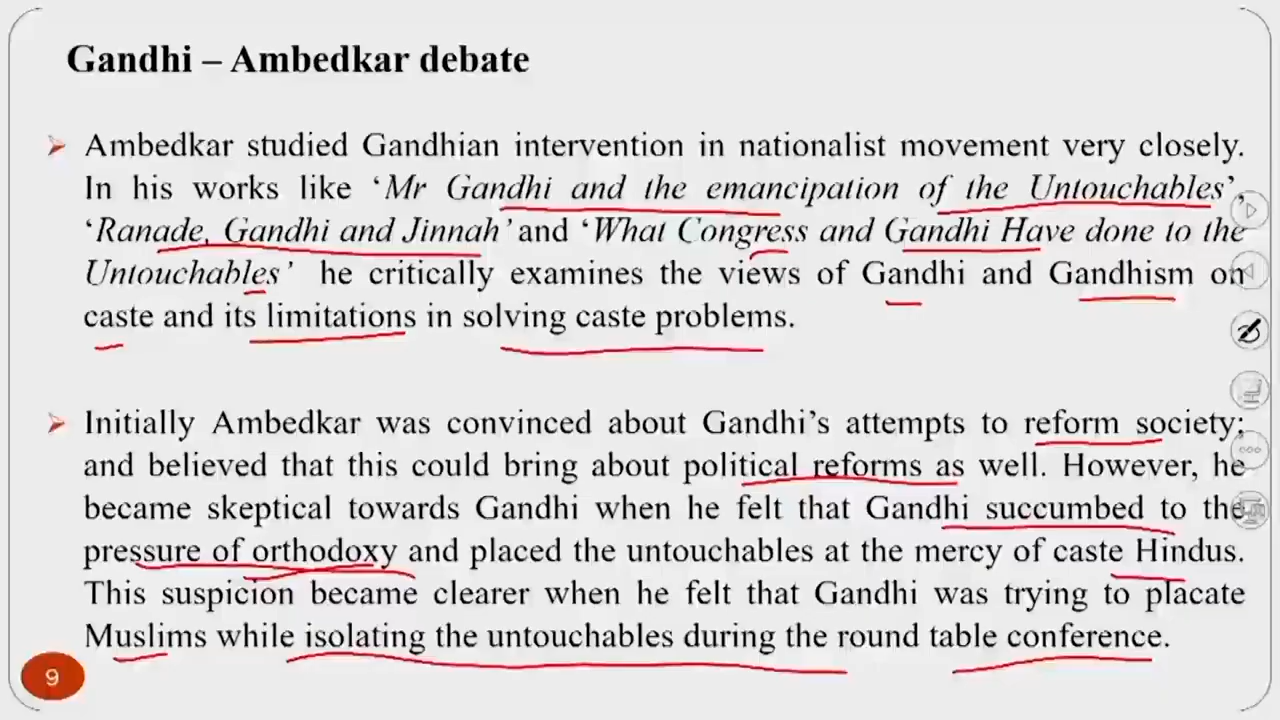 Gandhi – Ambedkar debate
Ambedkar studied Gandhian intervention in nationalist movement very closely.
In his works like ‘Mr Gandhi and the emancipation of the Untouchables’,
‘Ranade, Gandhi and Jinnah’ and ‘What Congress and Gandhi Have done to the
Untouchables’ he critically examines the views of Gandhi and Gandhism on
caste and its limitations in solving caste problems.
Initially Ambedkar was convinced about Gandhi’s attempts to reform society;
and believed that this could bring about political reforms as well. However, he
became skeptical towards Gandhi when he felt that Gandhi succumbed to the
pressure of orthodoxy and placed the untouchables at the mercy of caste Hindus.
This suspicion became clearer when he felt that Gandhi was trying to placate
Muslims while isolating the untouchables during the round table conference.
9